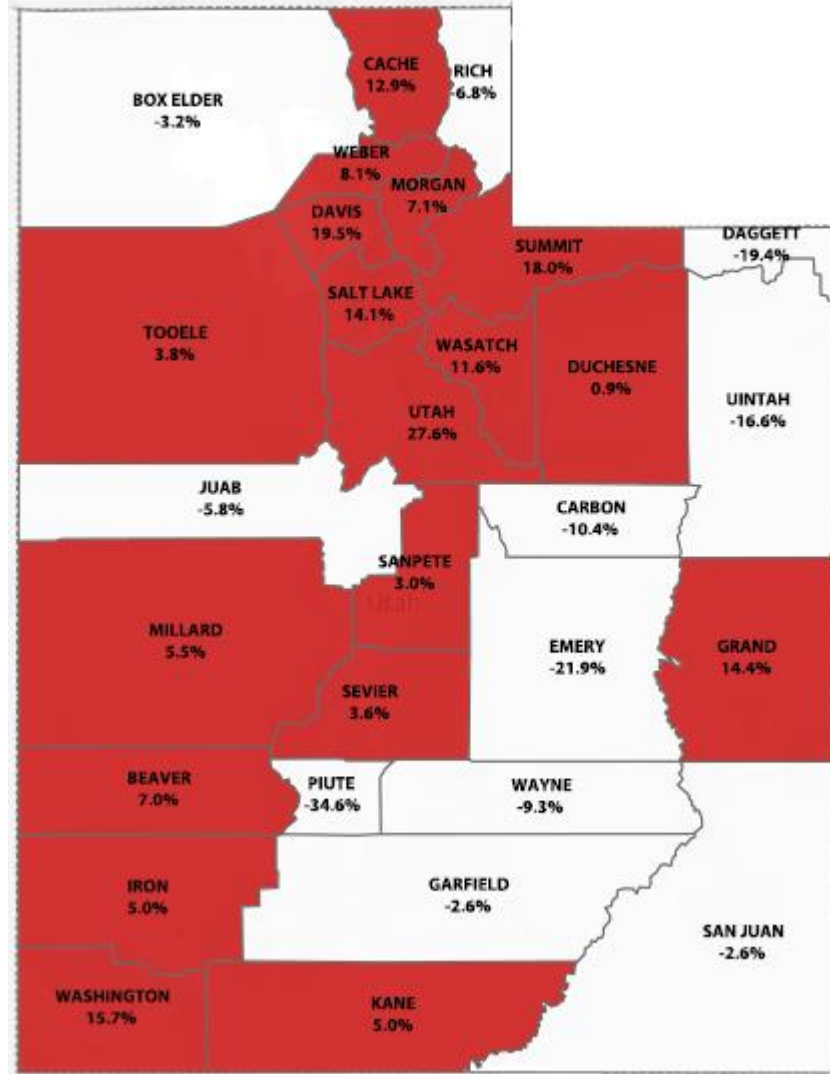 CACHE
12.9%
RICH
-6.8%
BOX ELDER
-3.2%
WEBER
8.1%
MORGAN
7.1%
DAVIS
19.5%
DAGGETT
-19.4%
SUMMIT
18.0%
SALT LAKE
14.1%
TOOELE
3.8%
WASATCH
11.6%
DUCHESNE
0.9%
UINTAH
-16.6%
UTAH
27.6%
JUAB
-5.8%
CARBON
-10.4%
SANPETE
3.0%
Utah
MILLARD
5.5%
EMERY
-21.9%
GRAND
14.4%
SEVIER
3.6%
BEAVER
7.0%
PIUTE
-34.6%
WAYNE
-9.3%
IRON
5.0%
GARFIELD
-2.6%
SAN JUAN
-2.6%
WASHINGTON
15.7%
KANE
5.0%